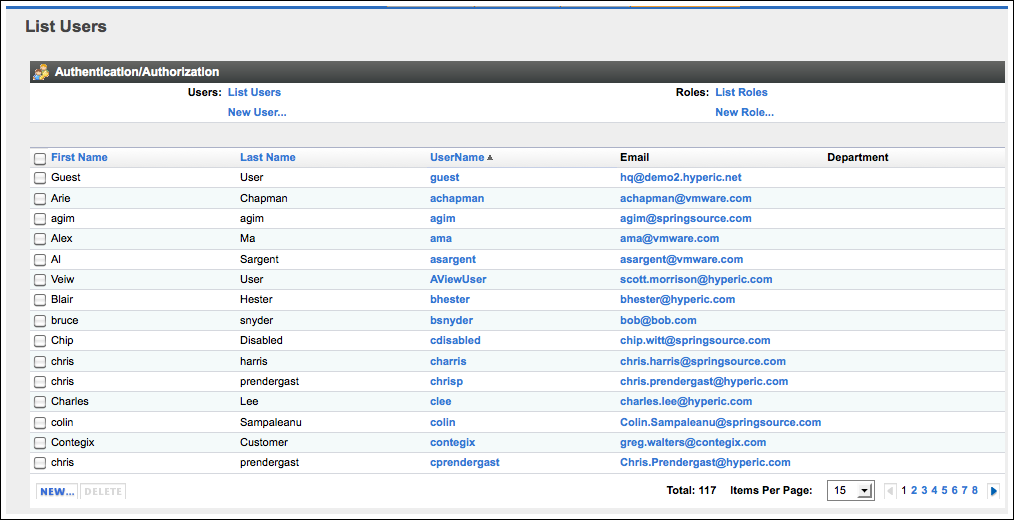 List Users
Authentication/Authorization
Users: List Users Roles: List Roles
New User... New Role...
First Name Last Name UserName Email Department
Guest User guest hq@demo2.hyperic.net
Arie Chapman achapman achapman@vmware.com
agim agim agim agim@springsource.com
Alex Ma ama ama@vmware.com
Al Sargent asargent asargent@vmware.com
Veiw User AViewUser scott.morrison@hyperic.com
Blair Hester bhester bhester@hyperic.com
bruce snyder bsnyder bob@bob.com
Chip Disabled cdisabled chip.witt@springsource.com
chris harris charris chris.harris@springsource.com
chris prendergast chrisp chris.prendergast@hyperic.com
Charles Lee clee charles.lee@hyperic.com
colin Sampaleanu colin Colin.Sampaleanu@springsource.com
Contegix Customer contegix greg.walters@contegix.com
chris prendergast cprendergast Chris.Prendergast@hyperic.com
NEW... DELETE Total: 117 Items Per Page: 15 1 2 3 4 5 6 7 8